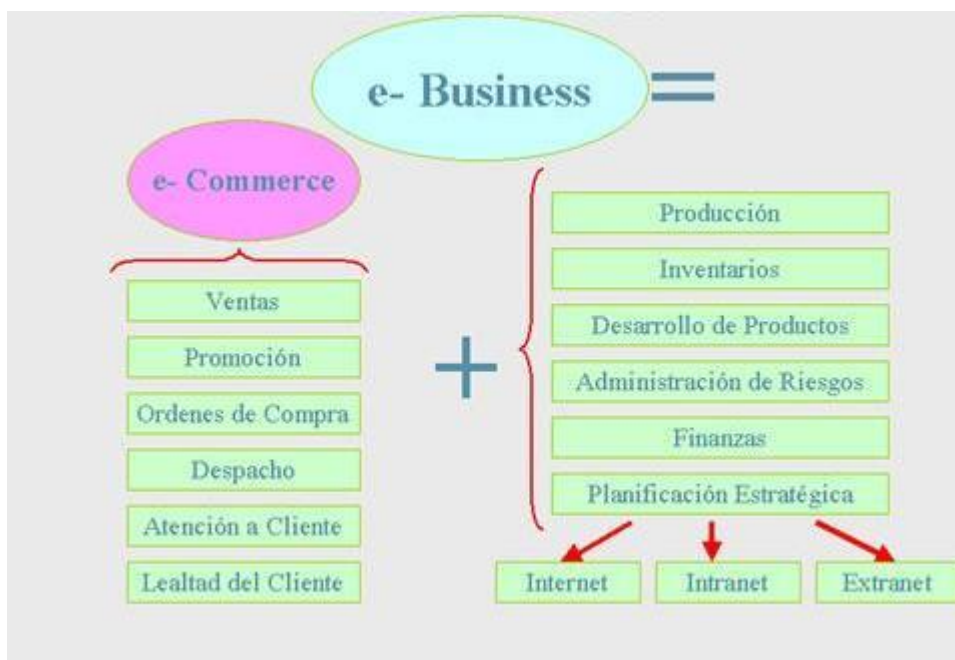 e- Business =
e- Commerce
Ventas
Promoción
Ordenes de Compra
Despacho
Atención a Cliente
Lealtad del Cliente
+
Producción
Inventarios
Desarrollo de Productos
Administración de Riesgos
Finanzas
Planificación Estratégica
Internet
Intranet
Extranet